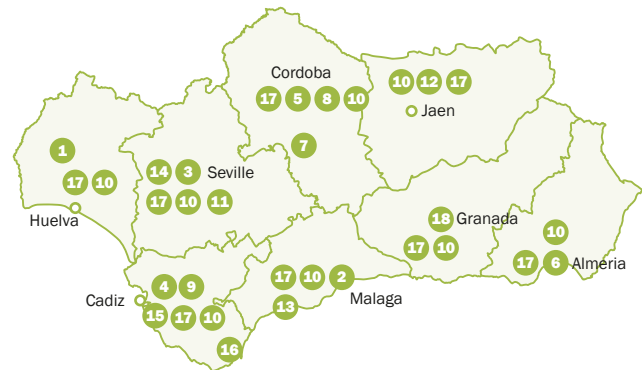 Cordoba
17 5 8 10
7
10 12 17
Jaen
1
17 10
Huelva
14 3 Seville
17 10 11
18 Granada
17 10
10
17 6 Almeria
4 9
Cadiz
15 17 10
16
17 10 2
Malaga
13